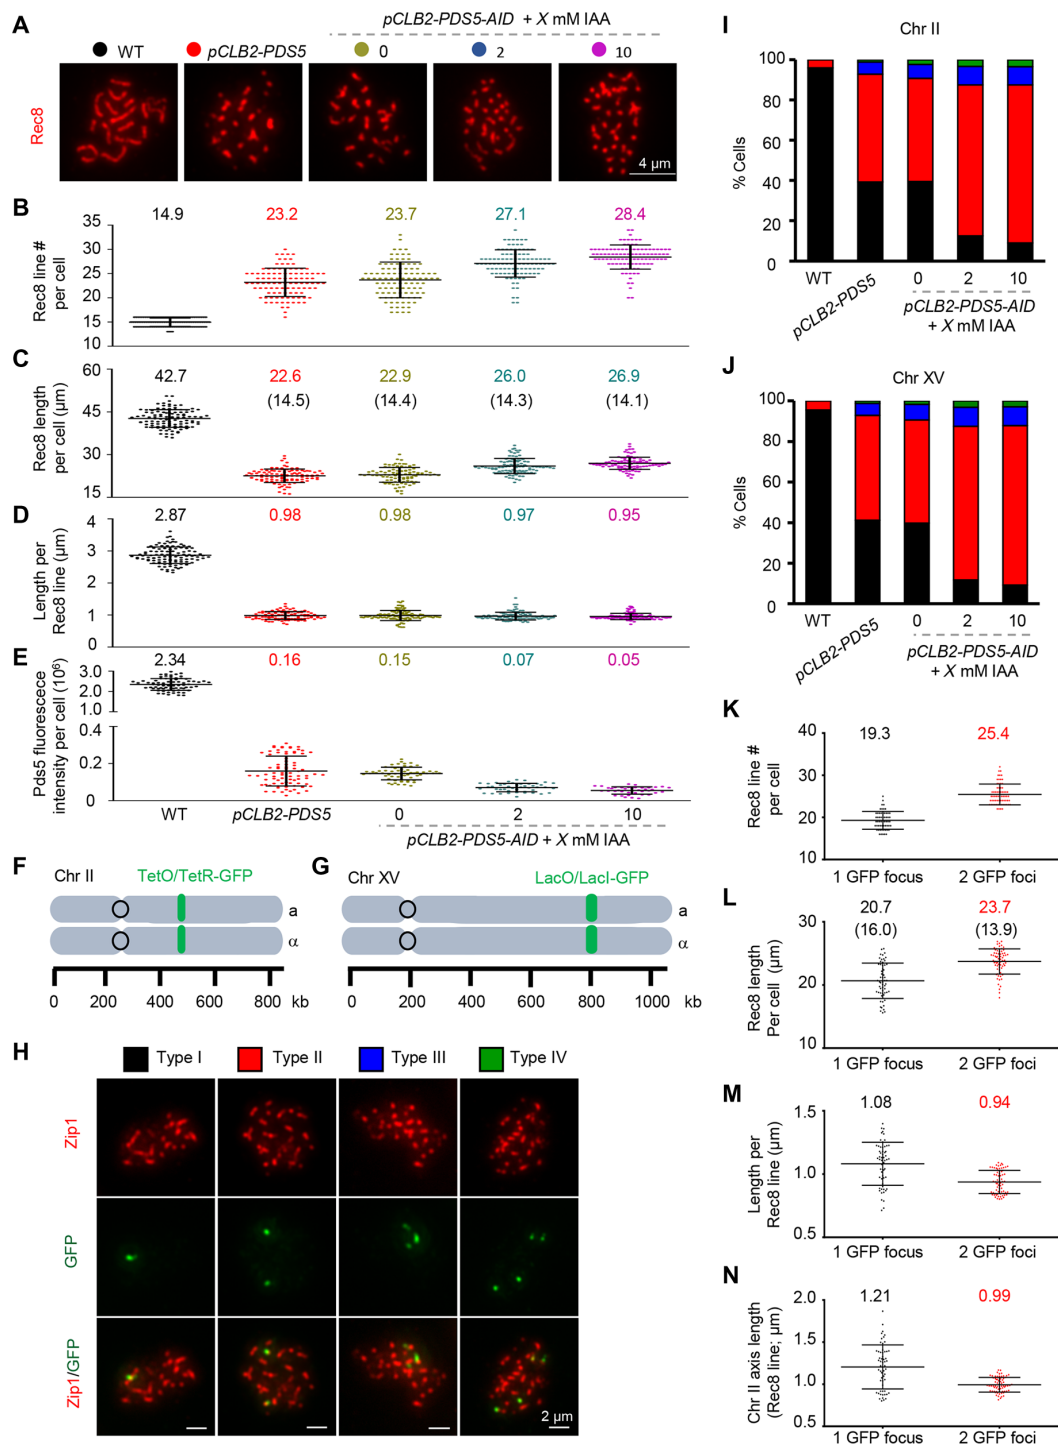 A
pCLB2-PDS5-AID + X mM IAA
WT
pCLB2-PDS5
0
2
10
Rec8
4 µm
B
Rec8 line #
per cell
35
30
25
20
15
10
14.9
23.2
23.7
27.1
28.4
C
Rec8 length
per cell (µm)
60
45
30
15
42.7
22.6
22.9
26.0
26.9
(14.5)
(14.4)
(14.3)
(14.1)
D
Length per
Rec8 line (µm)
4
3
2
1
0
2.87
0.98
0.98
0.97
0.95
E
Pds5 fluorescece
intensity per cell (10⁶)
3.0
2.0
1.0
0.4
0.2
0
2.34
0.16
0.15
0.07
0.05
WT
pCLB2-PDS5
0
2
10
pCLB2-PDS5-AID + X mM IAA
F
Chr II
TetO/TetR-GFP
a
α
0 200 400 600 800 kb
G
Chr XV
LacO/LacI-GFP
a
α
0 200 400 600 800 1000 kb
H
Type I
Type II
Type III
Type IV
Zip1
GFP
Zip1/GFP
2 µm
I
Chr II
% Cells
100
80
60
40
20
0
WT
pCLB2-PDS5
0 2 10
pCLB2-PDS5-AID
+ X mM IAA
J
Chr XV
% Cells
100
80
60
40
20
0
WT
pCLB2-PDS5
0 2 10
pCLB2-PDS5-AID
+ X mM IAA
K
Rec8 line #
per cell
40
30
20
10
19.3
25.4
1 GFP focus
2 GFP foci
L
Rec8 length
Per cell (µm)
30
20
10
20.7
(16.0)
23.7
(13.9)
1 GFP focus
2 GFP foci
M
Length per
Rec8 line (µm)
1.5
1.0
0.5
1.08
0.94
1 GFP focus
2 GFP foci
N
Chr II axis length
(Rec8 line; µm)
2.0
1.5
1.0
0.5
1.21
0.99
1 GFP focus
2 GFP foci